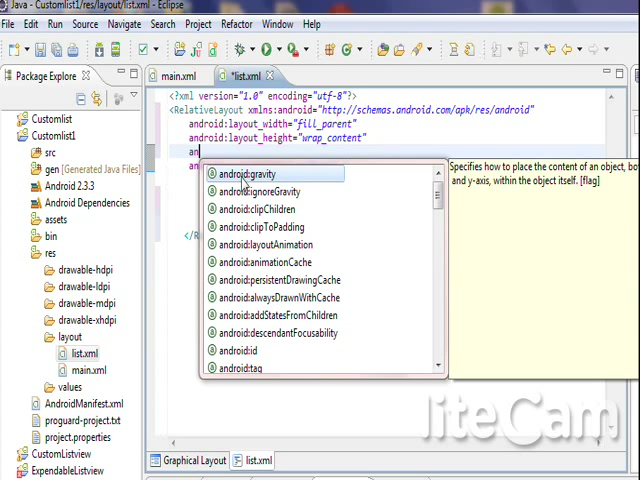 Java - Customlist1/res/layout/list.xml - Eclipse
File Edit Run Source Navigate Search Project Refactor Window Help
Package Explorer
main.xml *list.xml
Customlist
Customlist1
src
gen [Generated Java Files]
Android 2.3.3
Android Dependencies
assets
bin
res
drawable-hdpi
drawable-ldpi
drawable-mdpi
drawable-xhdpi
layout
list.xml
main.xml
values
AndroidManifest.xml
proguard-project.txt
project.properties
CustomListview
ExpendableListview
<?xml version="1.0" encoding="utf-8"?>
<RelativeLayout xmlns:android="http://schemas.android.com/apk/res/android"
android:layout_width="fill_parent"
android:layout_height="wrap_content"
an
an
</R
android:gravity
android:ignoreGravity
android:clipChildren
android:clipToPadding
android:layoutAnimation
android:animationCache
android:persistentDrawingCache
android:alwaysDrawnWithCache
android:addStatesFromChildren
android:descendantFocusability
android:id
android:tag
Specifies how to place the content of an object, bo
and y-axis, within the object itself. [flag]
liteCam
Graphical Layout list.xml